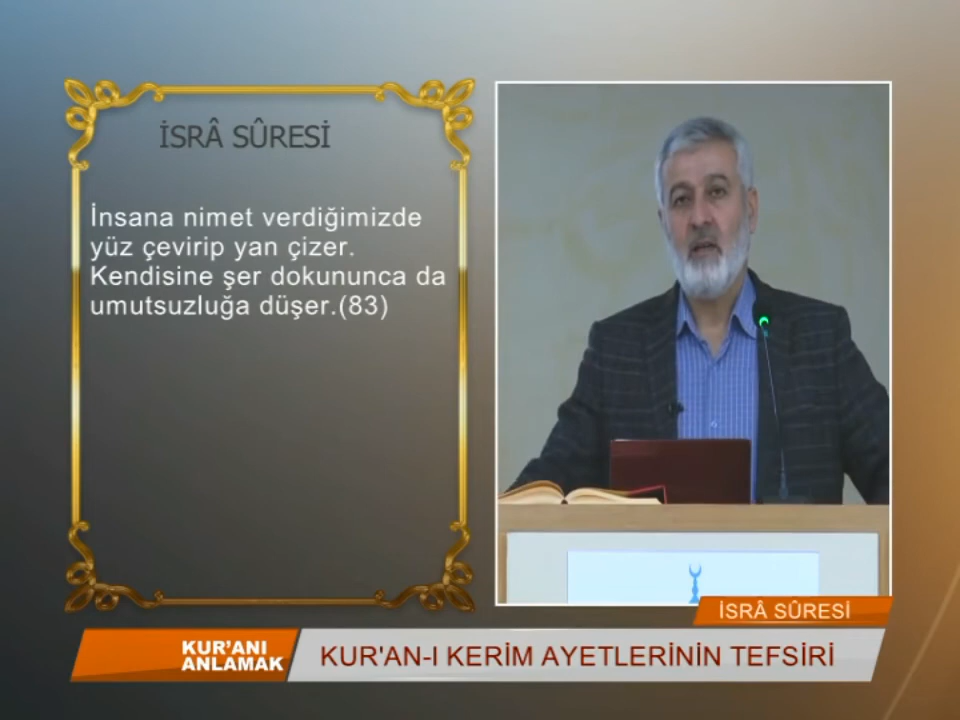 İSRÂ SÛRESİ
İnsana nimet verdiğimizde
yüz çevirip yan çizer.
Kendisine şer dokununca da
umutsuzluğa düşer.(83)
İSRÂ SÛRESİ
KUR'ANI
ANLAMAK
KUR'AN-I KERİM AYETLERİNİN TEFSİRİ